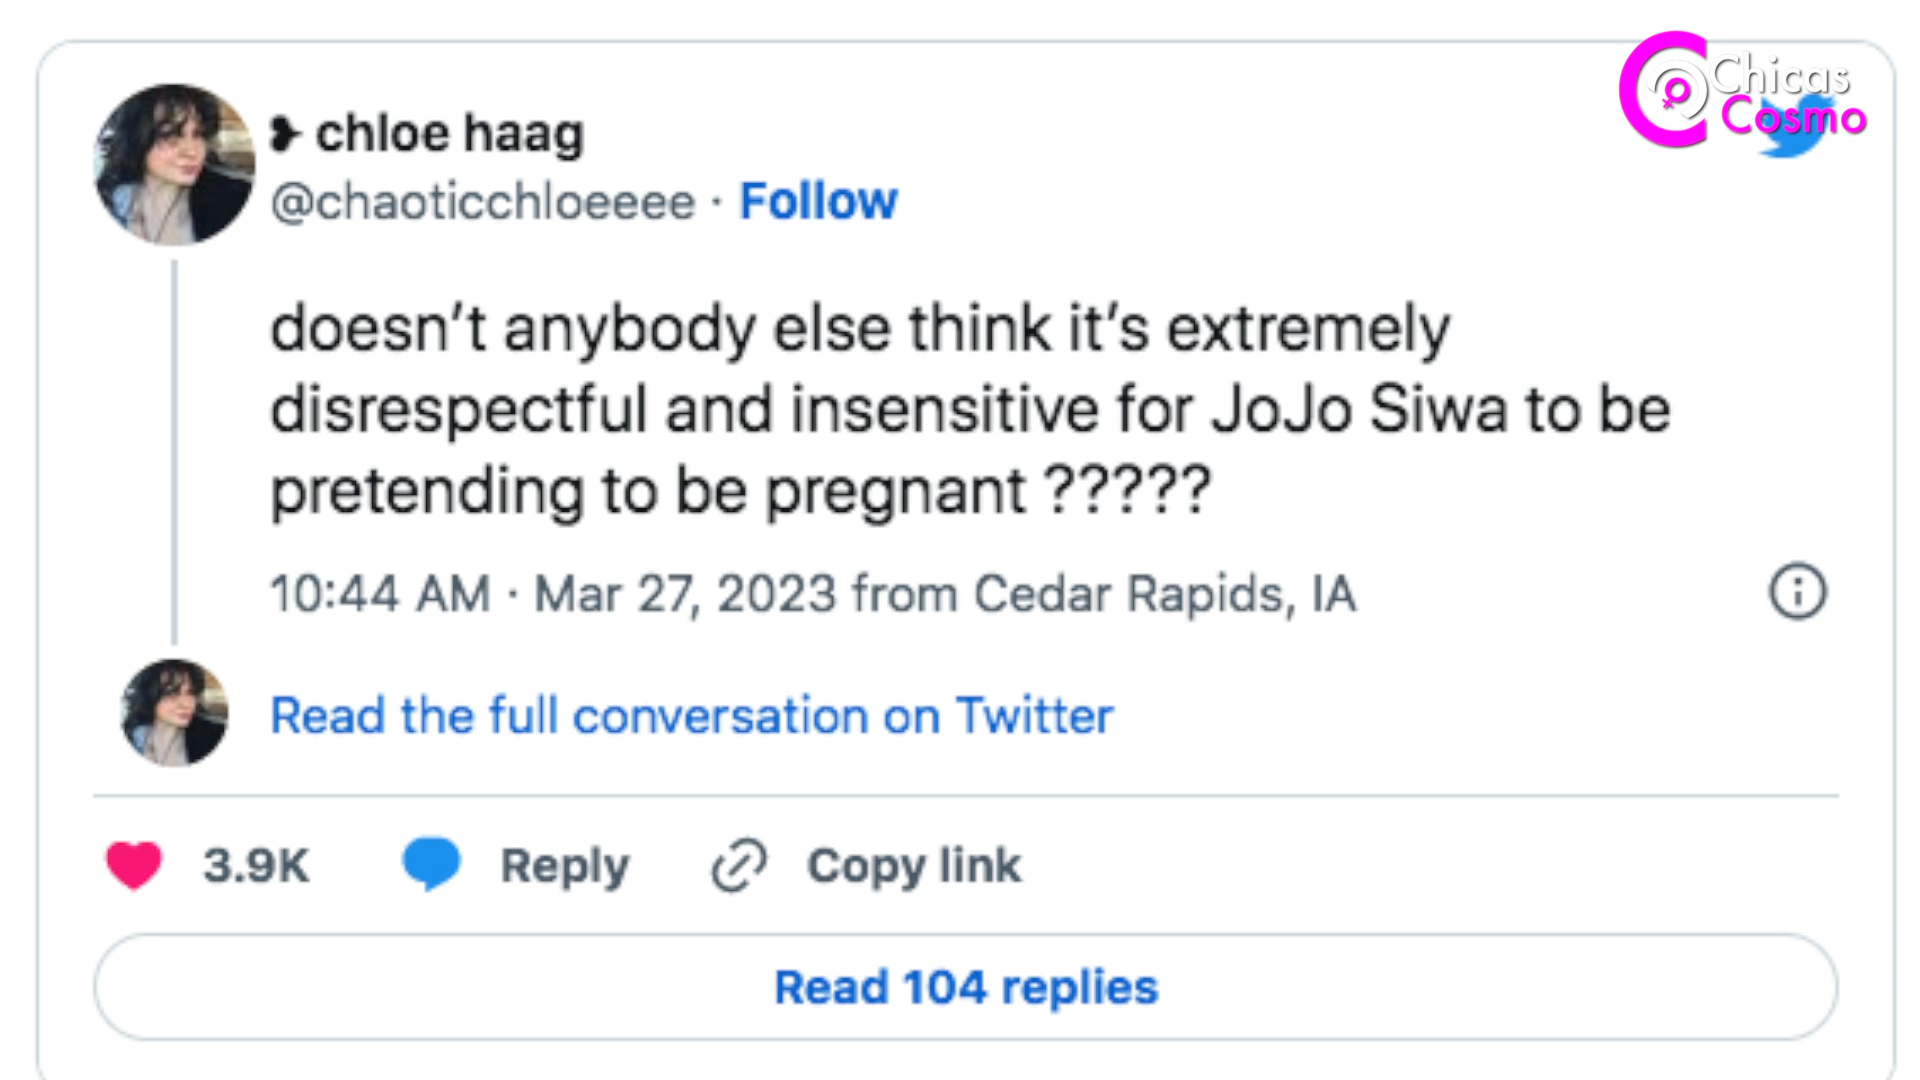 Chicas
Cosmo
❥ chloe haag
@chaoticchloeeee · Follow
doesn’t anybody else think it’s extremely
disrespectful and insensitive for JoJo Siwa to be
pretending to be pregnant ?????
10:44 AM · Mar 27, 2023 from Cedar Rapids, IA
Read the full conversation on Twitter
3.9K Reply Copy link
Read 104 replies